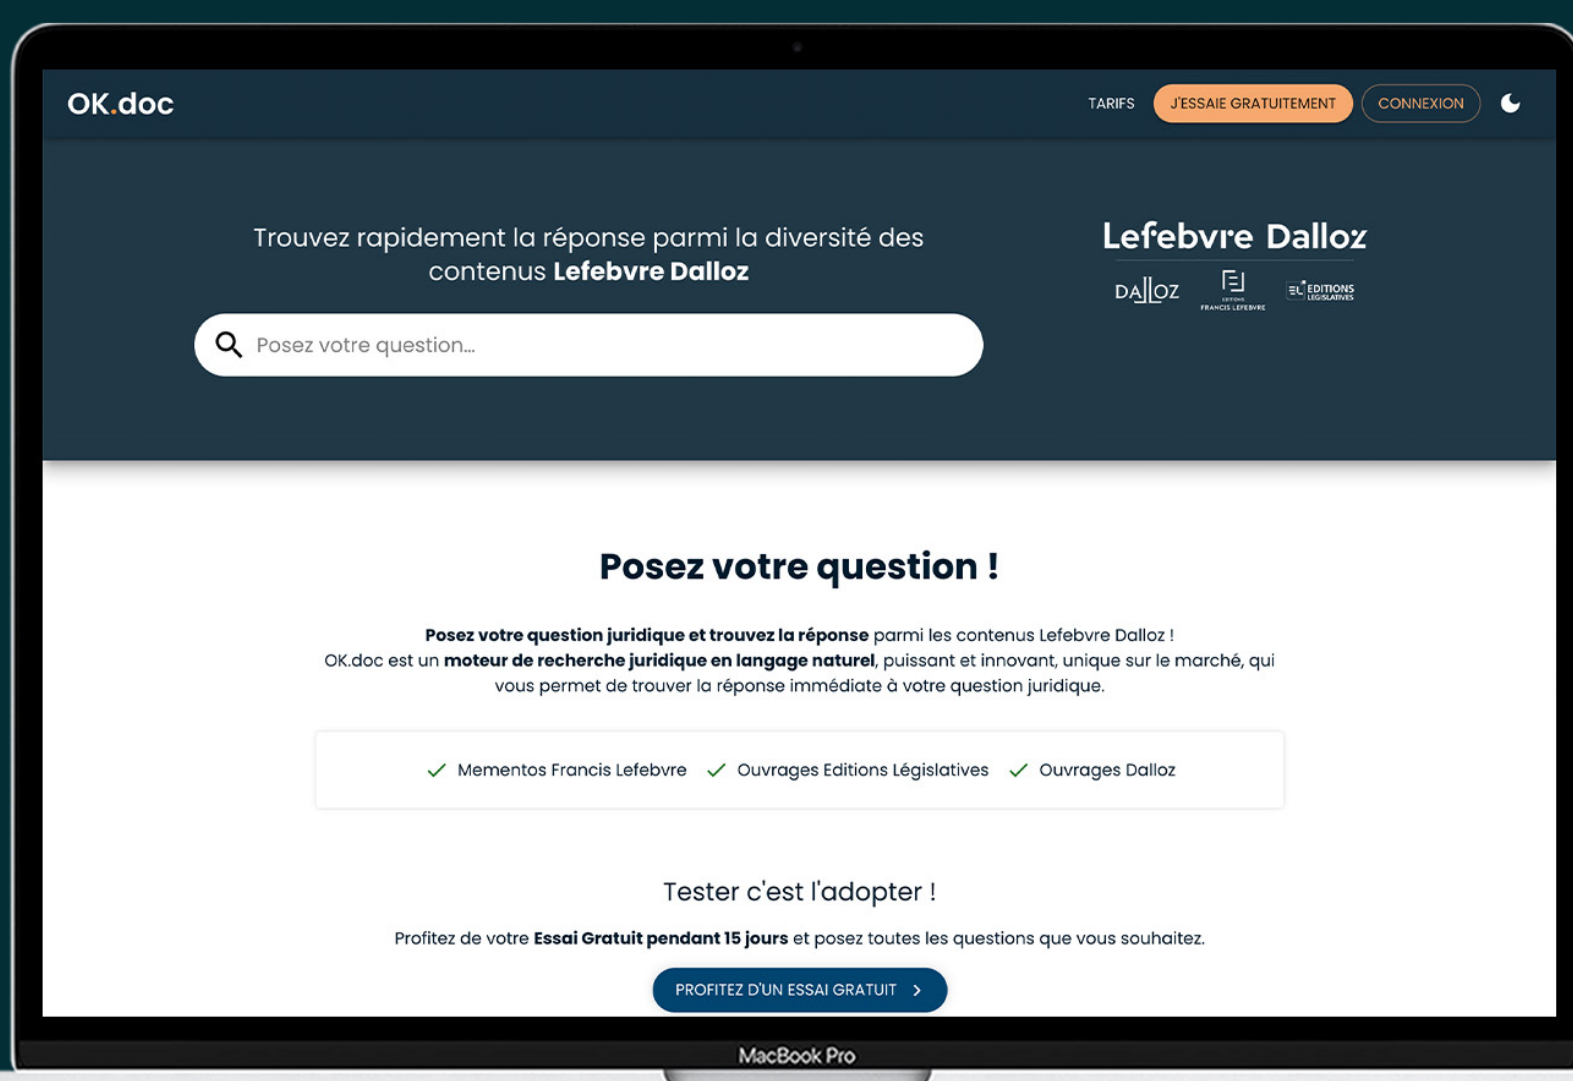 OK.doc
TARIFS
J'ESSAIE GRATUITEMENT
CONNEXION
Trouvez rapidement la réponse parmi la diversité des
contenus Lefebvre Dalloz
Posez votre question...
Lefebvre Dalloz
DALLOZ
EDITIONS
FRANCIS LEFEBVRE
EL EDITIONS
LEGISLATIVES
Posez votre question !
Posez votre question juridique et trouvez la réponse parmi les contenus Lefebvre Dalloz !
OK.doc est un moteur de recherche juridique en langage naturel, puissant et innovant, unique sur le marché, qui
vous permet de trouver la réponse immédiate à votre question juridique.
Mementos Francis Lefebvre
Ouvrages Editions Législatives
Ouvrages Dalloz
Tester c'est l'adopter !
Profitez de votre Essai Gratuit pendant 15 jours et posez toutes les questions que vous souhaitez.
PROFITEZ D'UN ESSAI GRATUIT
MacBook Pro